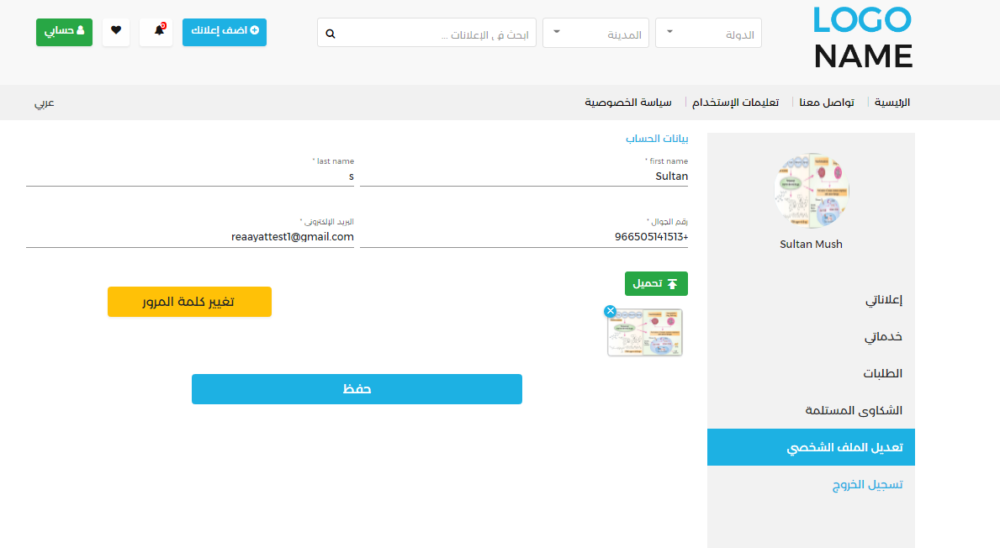 LOGO
NAME
الدولة
المدينة
ابحث في الإعلانات ...
اضف إعلانك
0
حسابي
الرئيسية
تواصل معنا
تعليمات الإستخدام
سياسة الخصوصية
عربي
Sultan Mush
إعلاناتي
خدماتي
الطلبات
الشكاوى المستلمة
تعديل الملف الشخصي
تسجيل الخروج
بيانات الحساب
first name *
Sultan
last name *
s
رقم الجوال *
966505141513+
البريد الإلكتروني *
reaayattest1@gmail.com
تحميل
تغيير كلمة المرور
حفظ